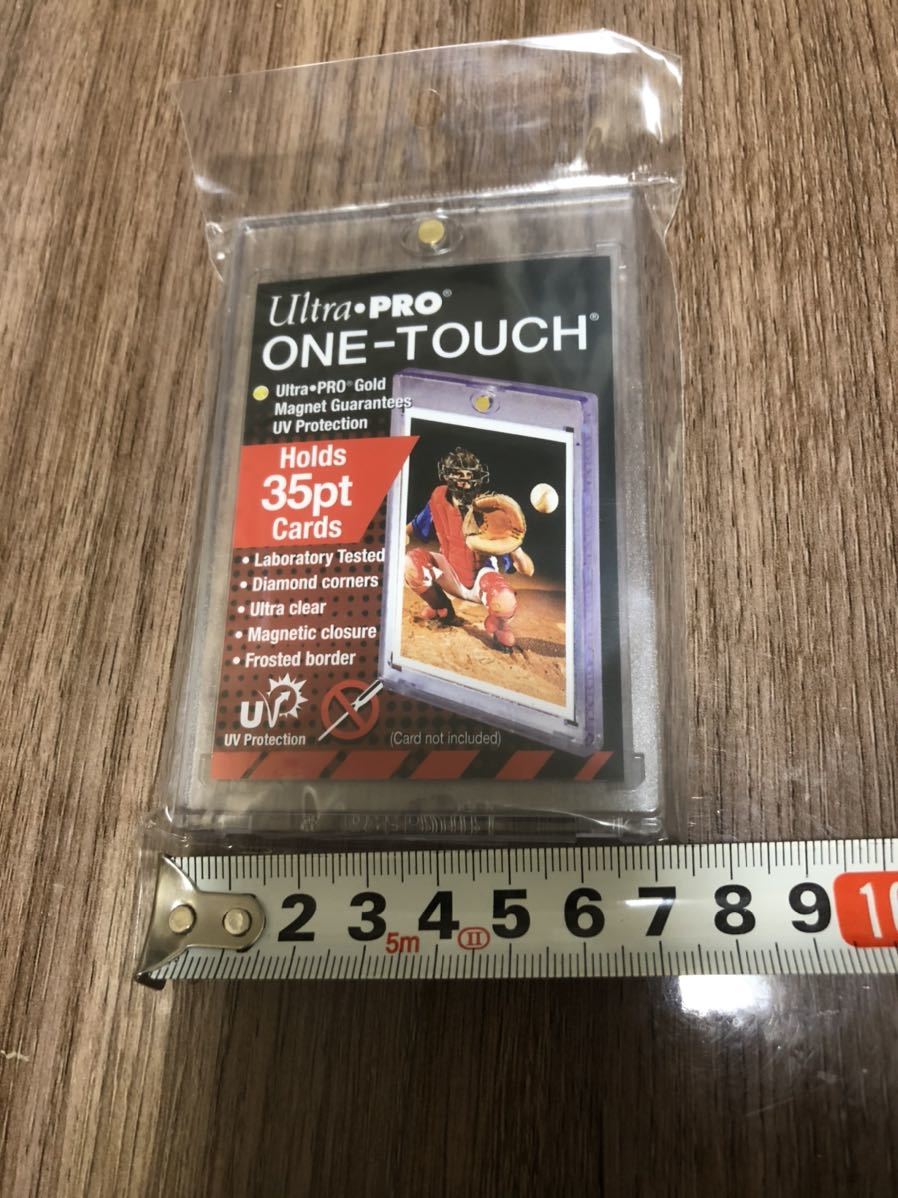 Ultra•PRO®
ONE-TOUCH®
Ultra•PRO® Gold
Magnet Guarantees
UV Protection
Holds
35pt
Cards
• Laboratory Tested
• Diamond corners
• Ultra clear
• Magnetic closure
• Frosted border
UV
UV Protection
(Card not included)
2 3 4 5 6 7 8 9 10
5m II